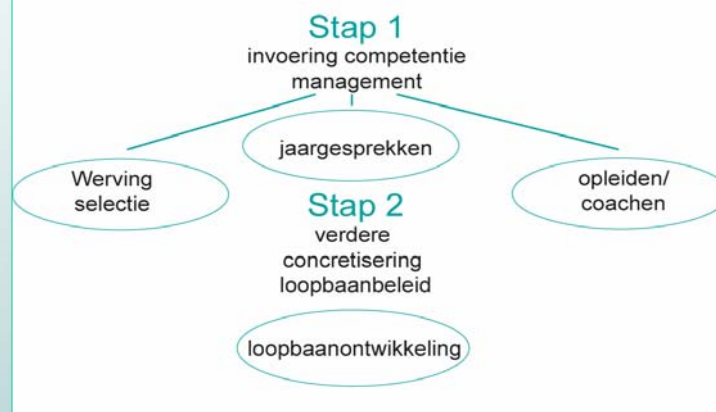 Stap 1
invoering competentie
management
jaargesprekken
Werving
selectie
opleiden/
coachen
Stap 2
verdere
concretisering
loopbaanbeleid
loopbaanontwikkeling